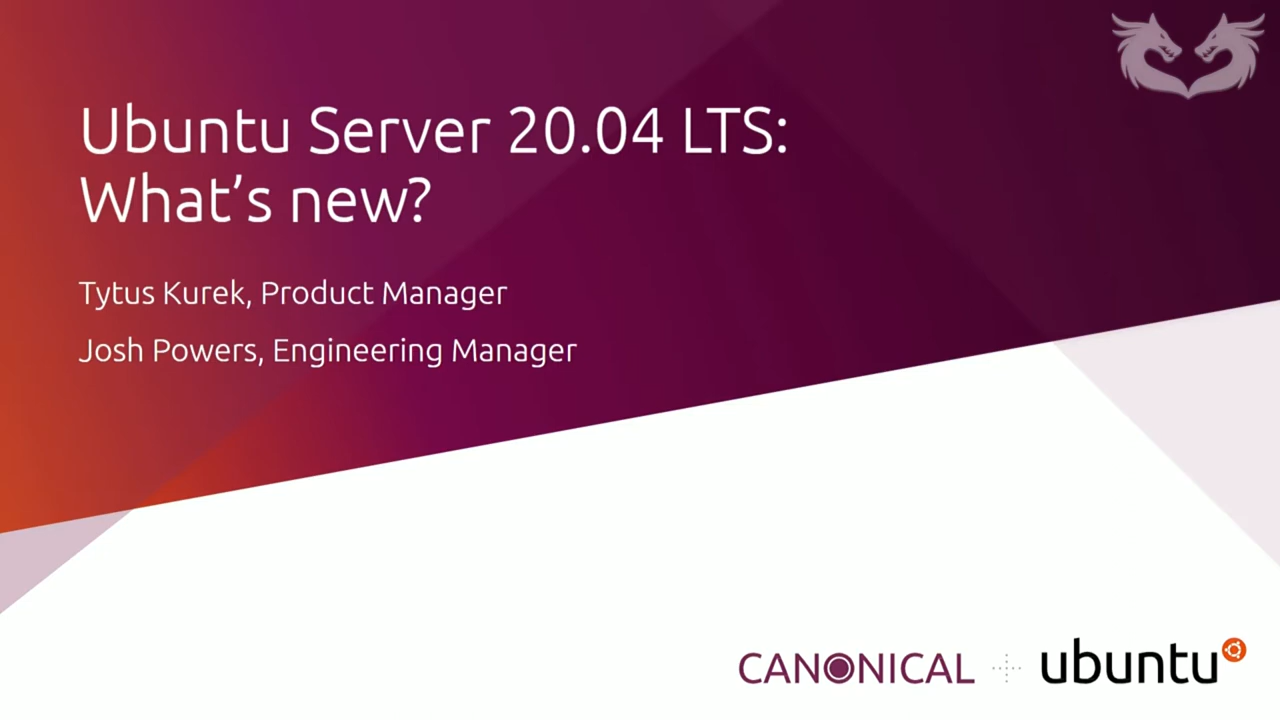 Ubuntu Server 20.04 LTS:
What’s new?
Tytus Kurek, Product Manager
Josh Powers, Engineering Manager
CANONICAL
ubuntu